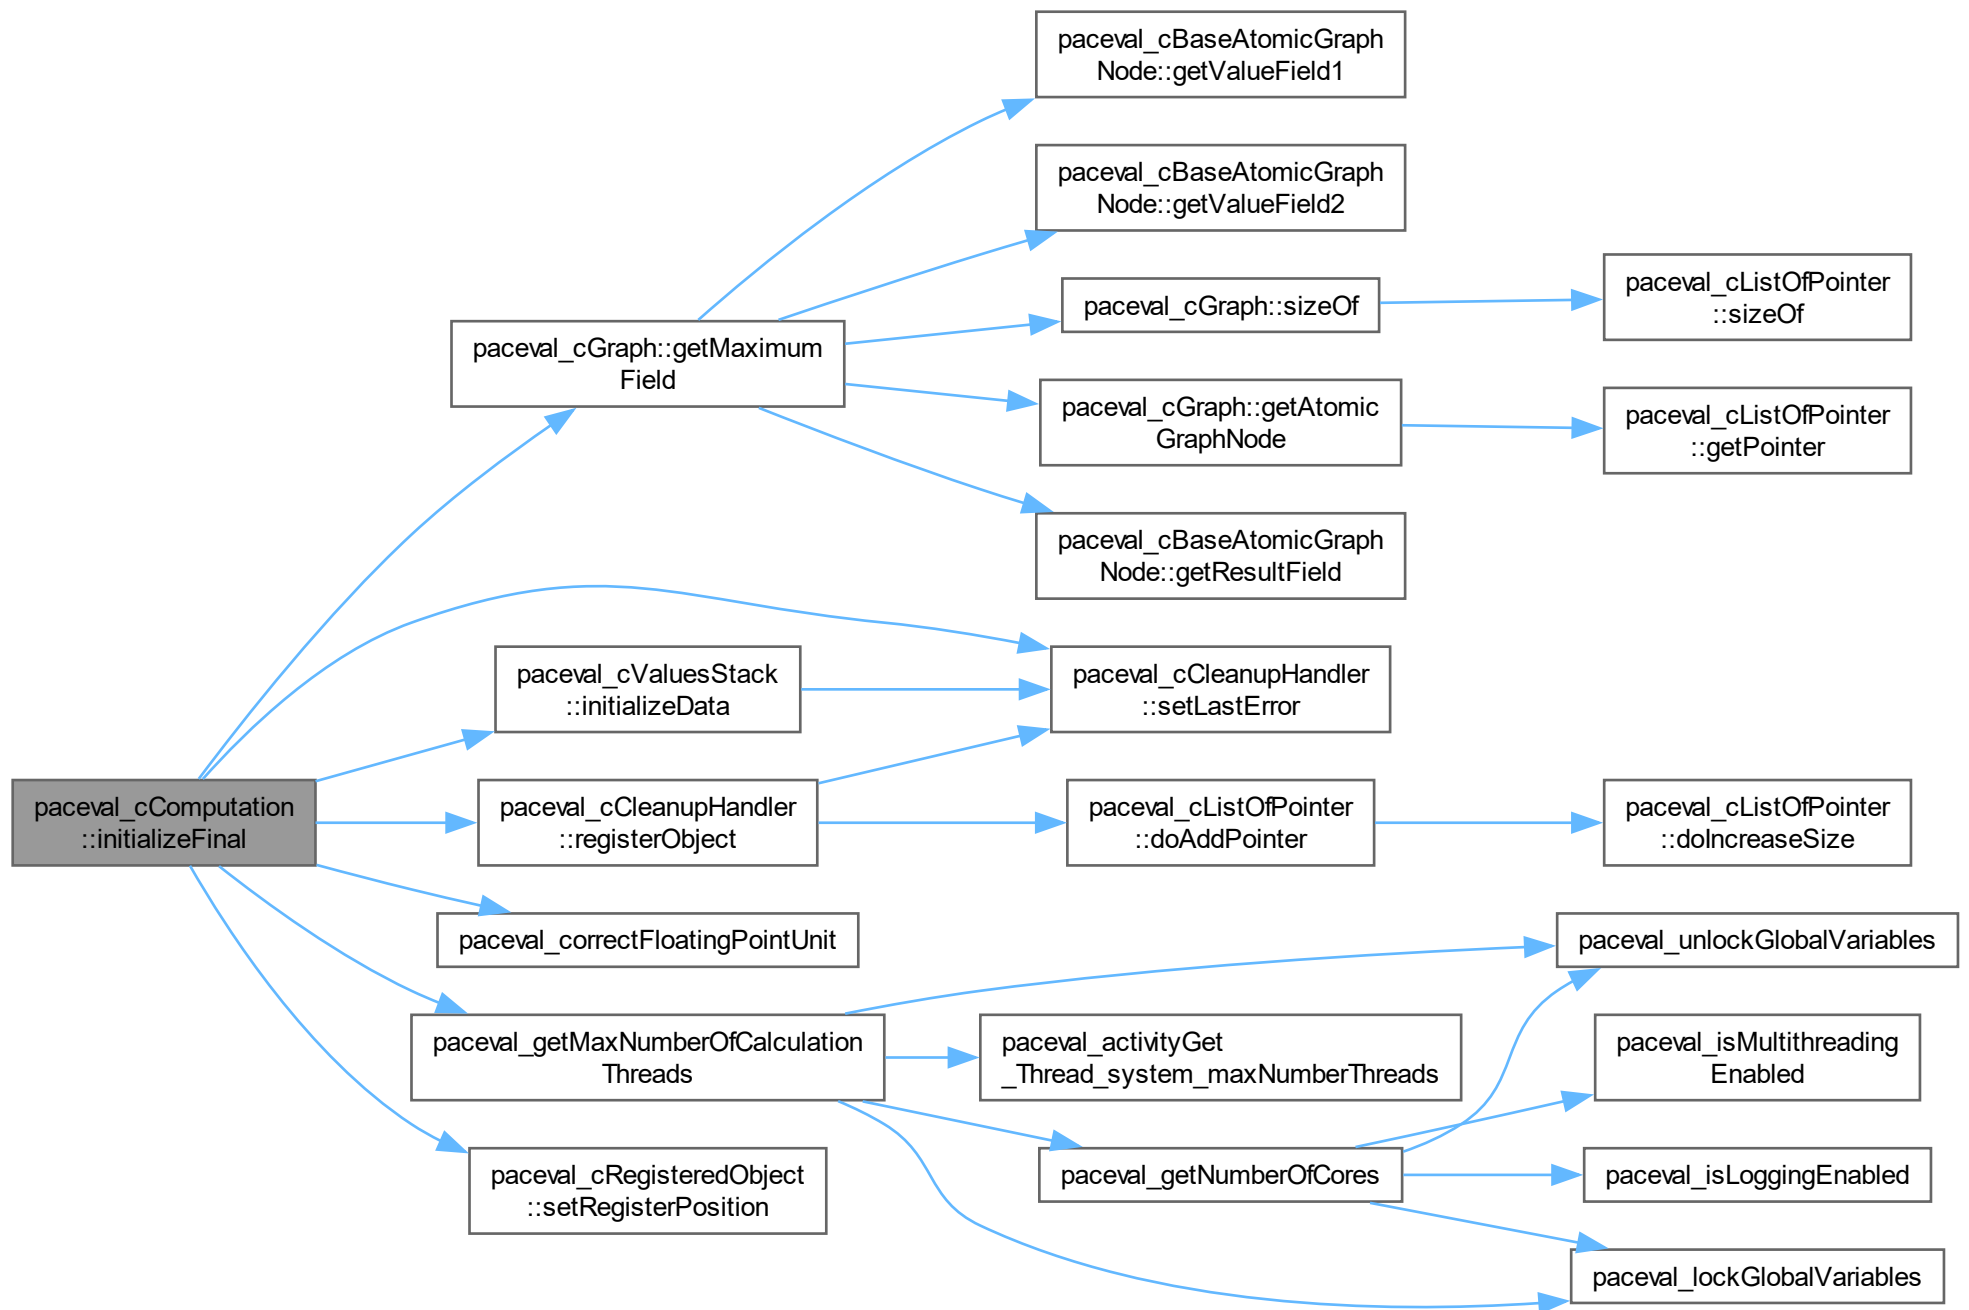 paceval_cBaseAtomicGraph
Node::getValueField1
paceval_cBaseAtomicGraph
Node::getValueField2
paceval_cGraph::sizeOf
paceval_cListOfPointer
::sizeOf
paceval_cGraph::getMaximum
Field
paceval_cGraph::getAtomic
GraphNode
paceval_cListOfPointer
::getPointer
paceval_cBaseAtomicGraph
Node::getResultField
paceval_cValuesStack
::initializeData
paceval_cCleanupHandler
::setLastError
paceval_cComputation
::initializeFinal
paceval_cCleanupHandler
::registerObject
paceval_cListOfPointer
::doAddPointer
paceval_cListOfPointer
::doIncreaseSize
paceval_correctFloatingPointUnit
paceval_unlockGlobalVariables
paceval_getMaxNumberOfCalculation
Threads
paceval_activityGet
_Thread_system_maxNumberThreads
paceval_isMultithreading
Enabled
paceval_cRegisteredObject
::setRegisterPosition
paceval_getNumberOfCores
paceval_isLoggingEnabled
paceval_lockGlobalVariables